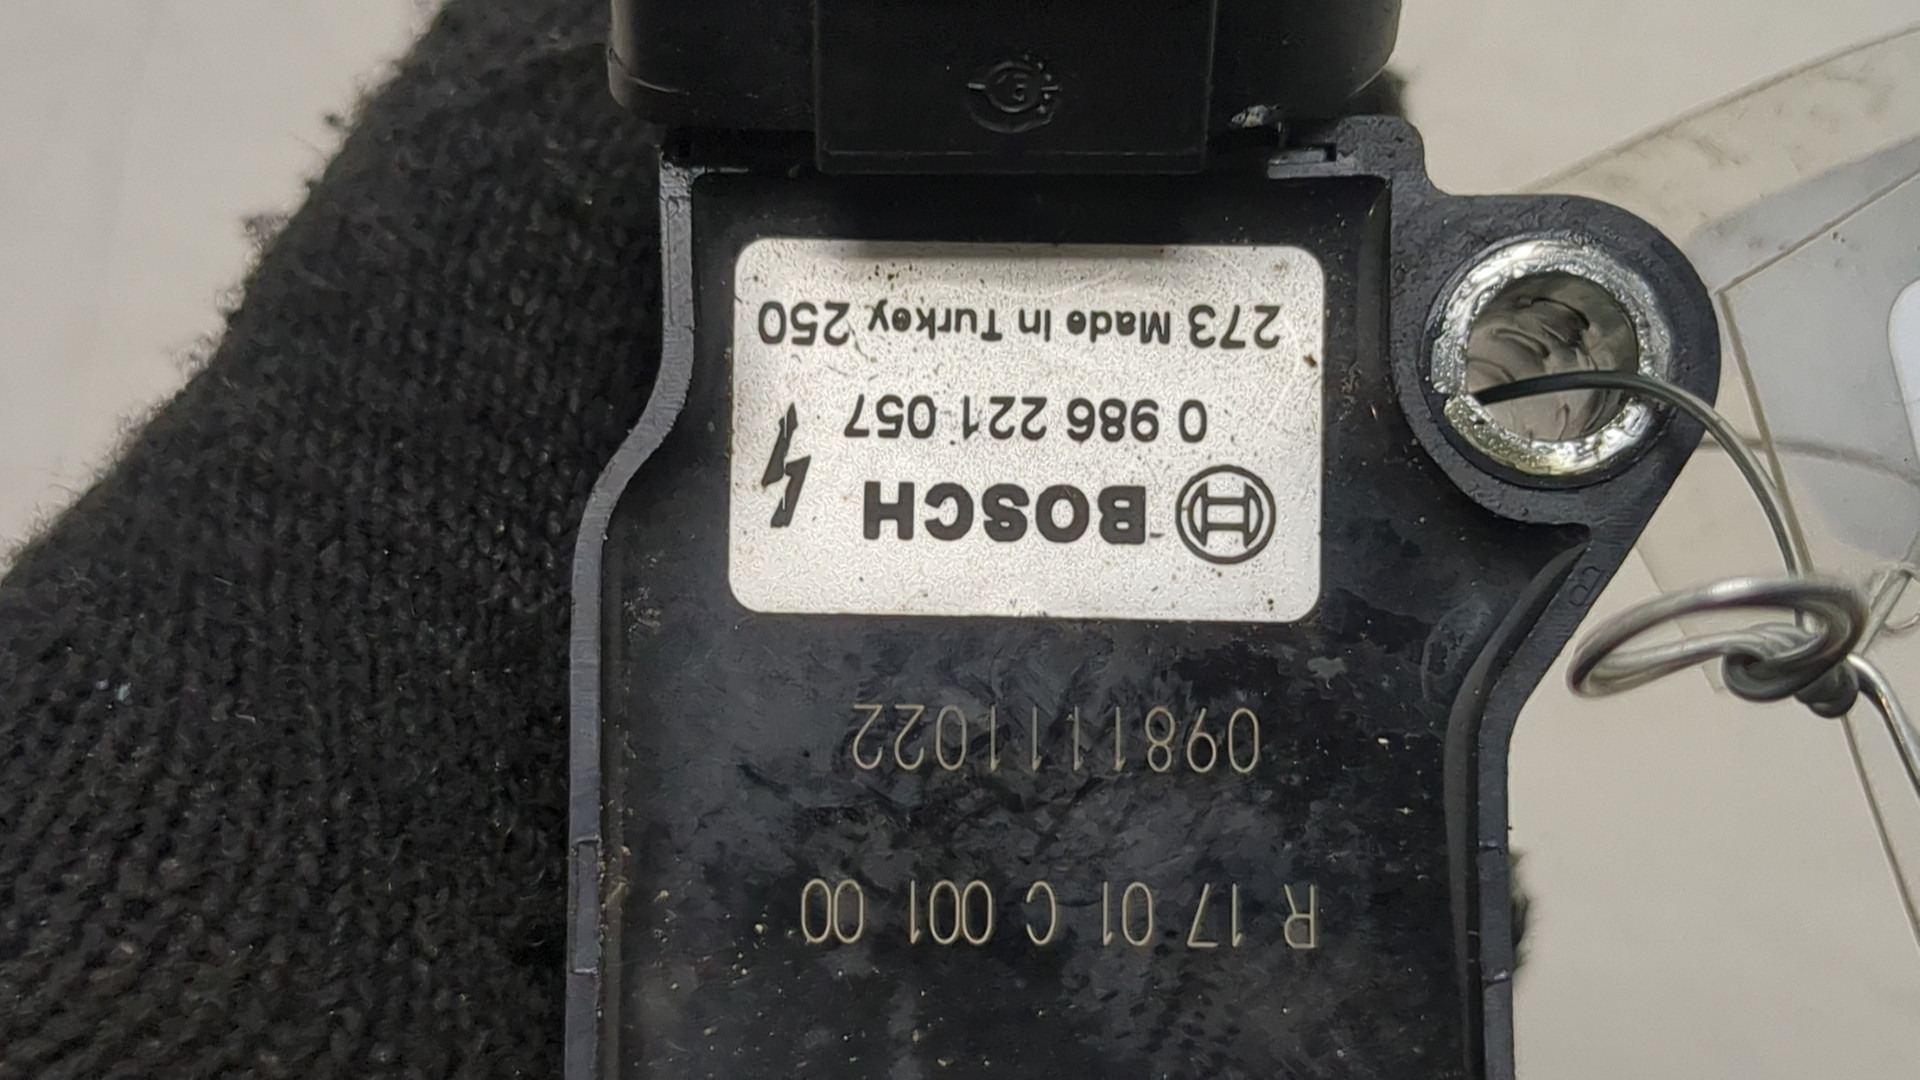 BOSCH
0 986 221 057
273 Made In Turkey 250
0981111022
R 17 01 C 001 00